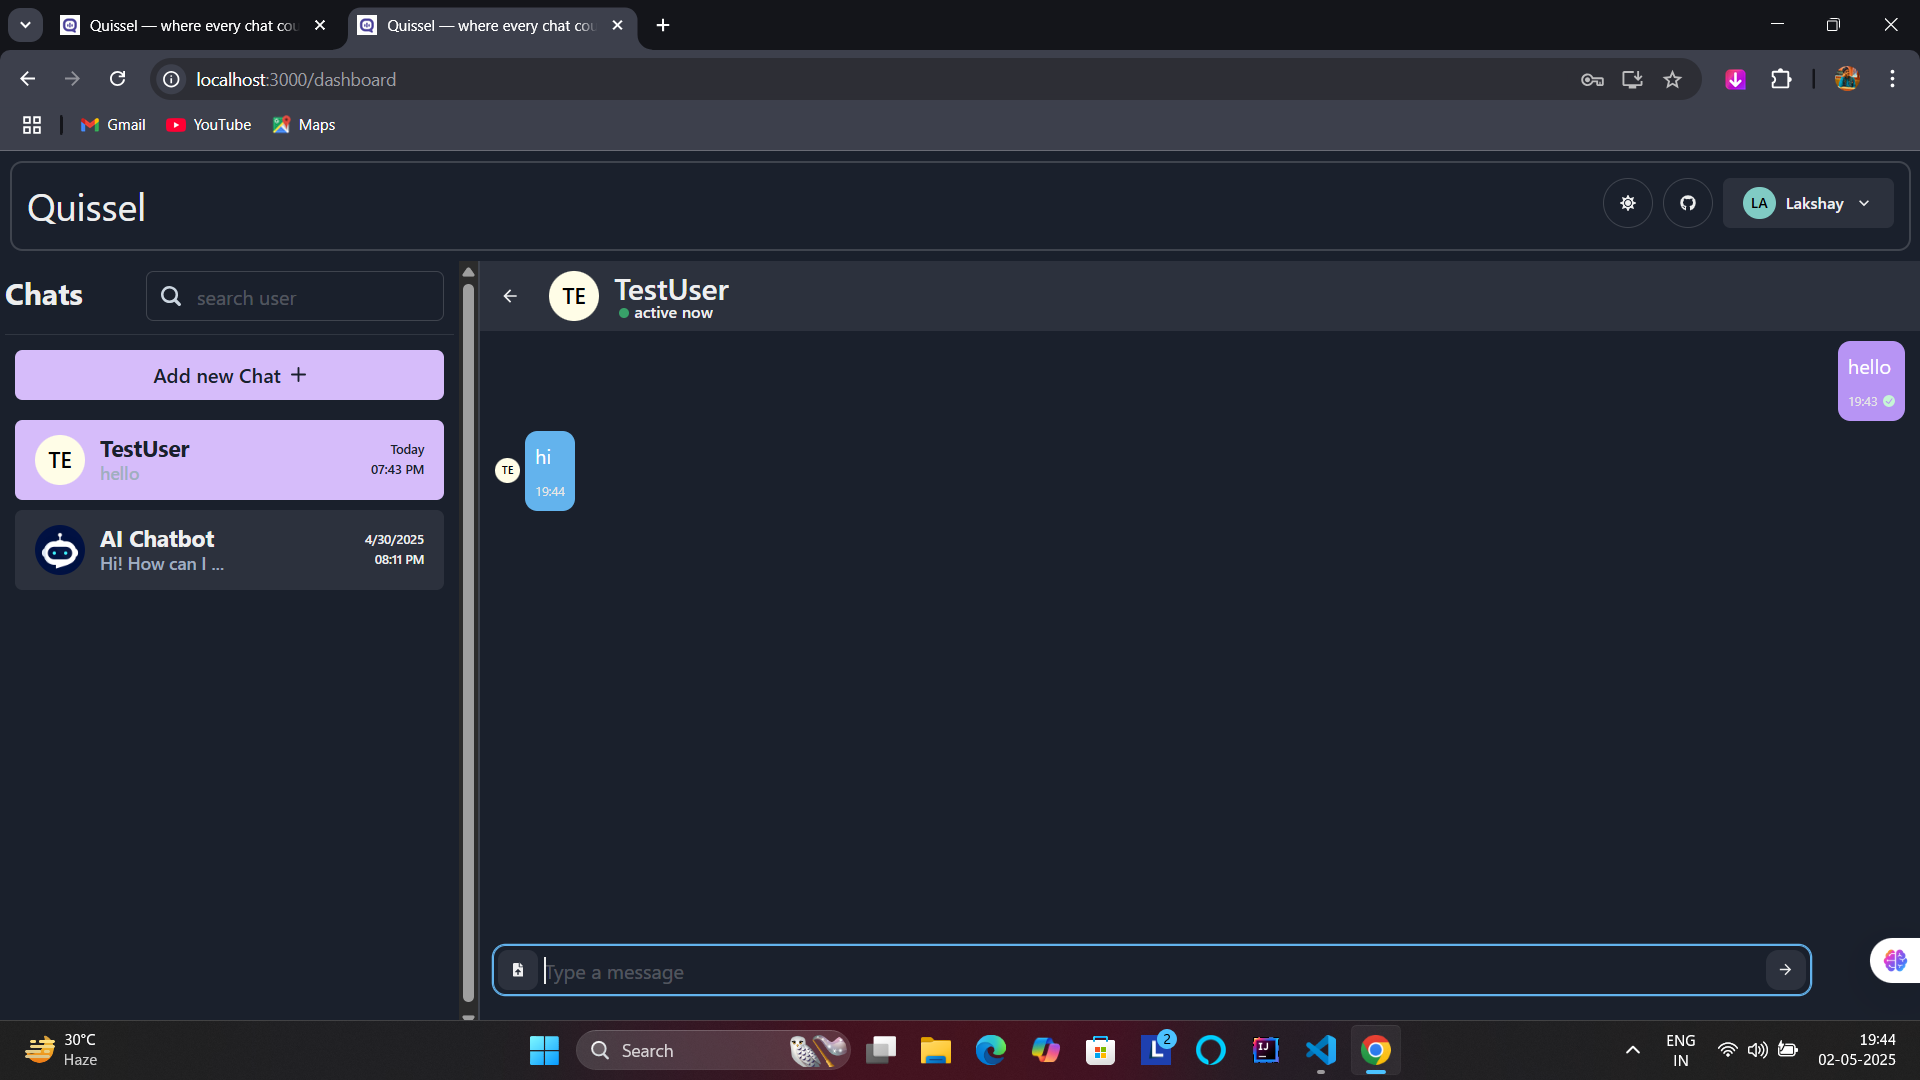 Quissel — where every chat cou
Quissel — where every chat cou
localhost:3000/dashboard
Gmail
YouTube
Maps
Quissel
LA
Lakshay
Chats
search user
Add new Chat +
TE
TestUser
hello
Today
07:43 PM
AI Chatbot
Hi! How can I ...
4/30/2025
08:11 PM
TE
TestUser
active now
hello
19:43
TE
hi
19:44
Type a message
30°C
Haze
Search
L
2
IJ
ENG
IN
19:44
02-05-2025